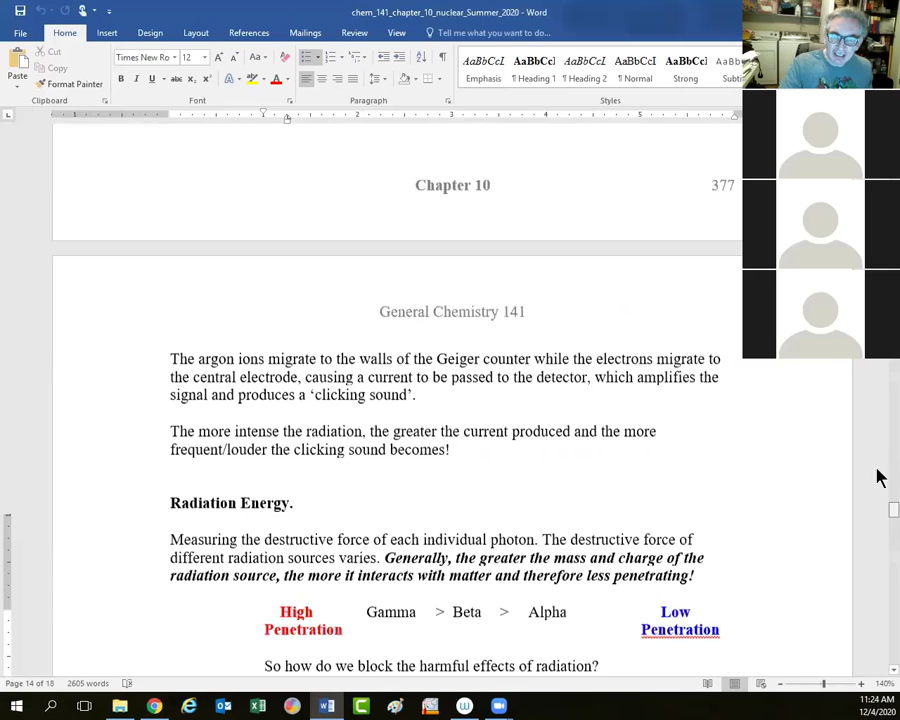 chem_141_chapter_10_nuclear_Summer_2020 - Word
File Home Insert Design Layout References Mailings Review View Tell me what you want to do...
Cut
Copy
Paste Format Painter
Clipboard
Times New Ro 12
Font
Paragraph
AaBbCcI AaBbCc AaBbCcI AaBbCcI AaBbCc AaBbCc
Emphasis ¶ Heading 1 ¶ Heading 2 ¶ Normal Strong Subti
Styles
Chapter 10 377
General Chemistry 141
The argon ions migrate to the walls of the Geiger counter while the electrons migrate to
the central electrode, causing a current to be passed to the detector, which amplifies the
signal and produces a ‘clicking sound’.
The more intense the radiation, the greater the current produced and the more
frequent/louder the clicking sound becomes!
Radiation Energy.
Measuring the destructive force of each individual photon. The destructive force of
different radiation sources varies. Generally, the greater the mass and charge of the
radiation source, the more it interacts with matter and therefore less penetrating!
High Gamma > Beta > Alpha Low
Penetration Penetration
So how do we block the harmful effects of radiation?
Page 14 of 18 2605 words 140%
11:24 AM
12/4/2020